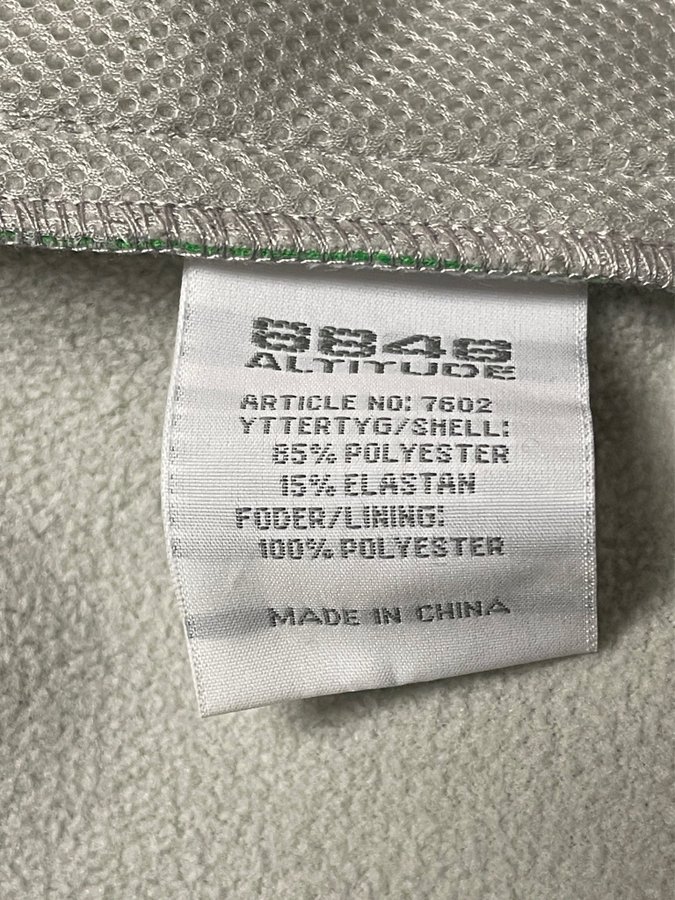 8848
ALTITUDE
ARTICLE NO: 7602
YTTERTYG/SHELL:
85% POLYESTER
15% ELASTAN
FODER/LINING:
100% POLYESTER
MADE IN CHINA